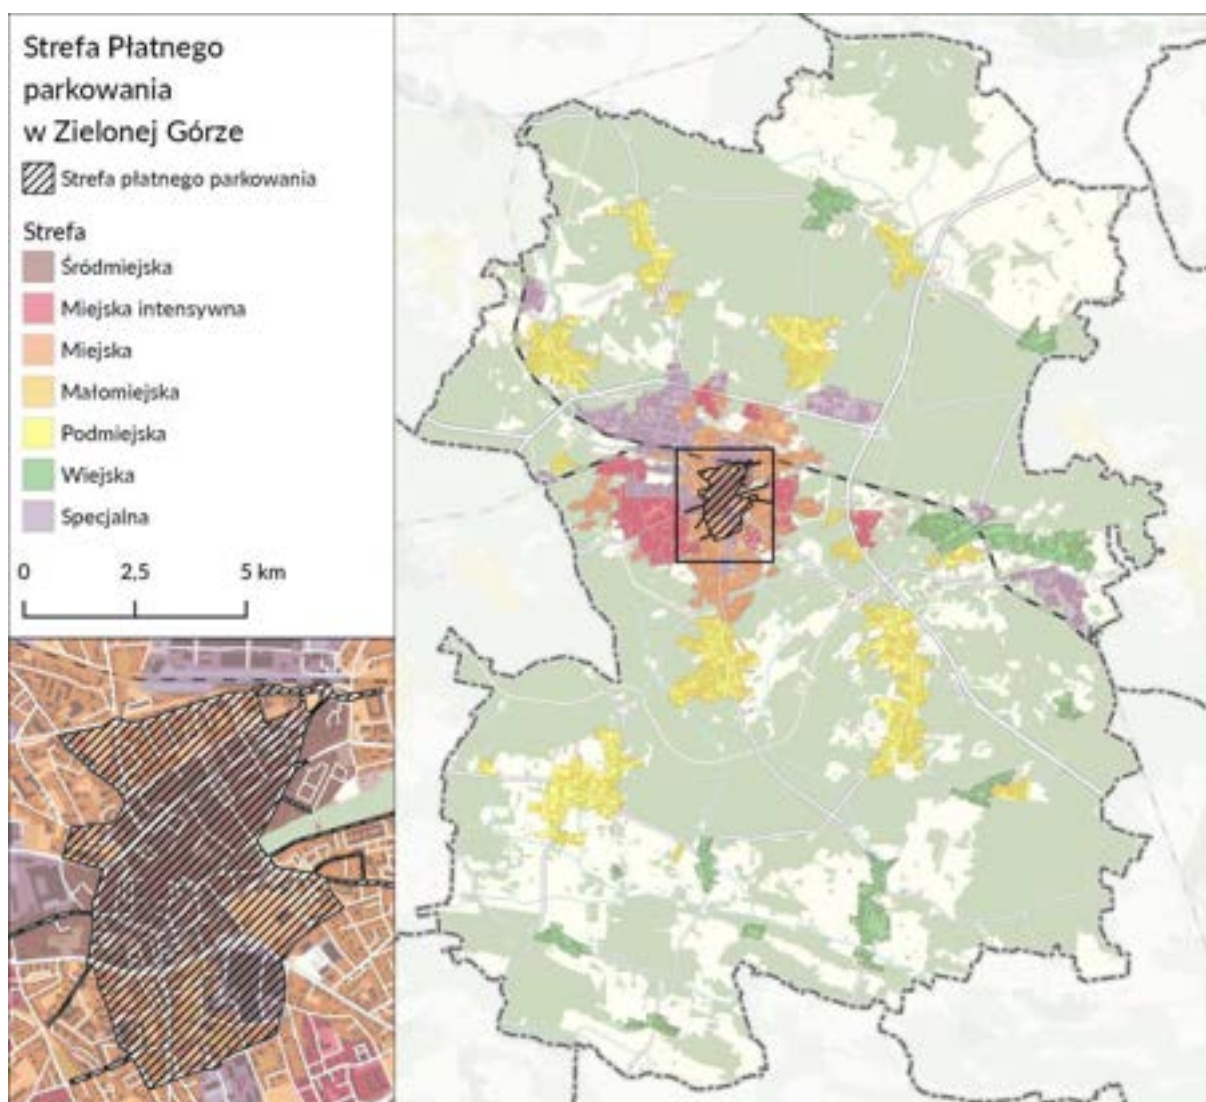 Strefa Płatnego
parkowania
w Zielonej Górze
Strefa płatnego parkowania
Strefa
Śródmiejska
Miejska intensywna
Miejska
Małomiejska
Podmiejska
Wiejska
Specjalna
0 2,5 5 km